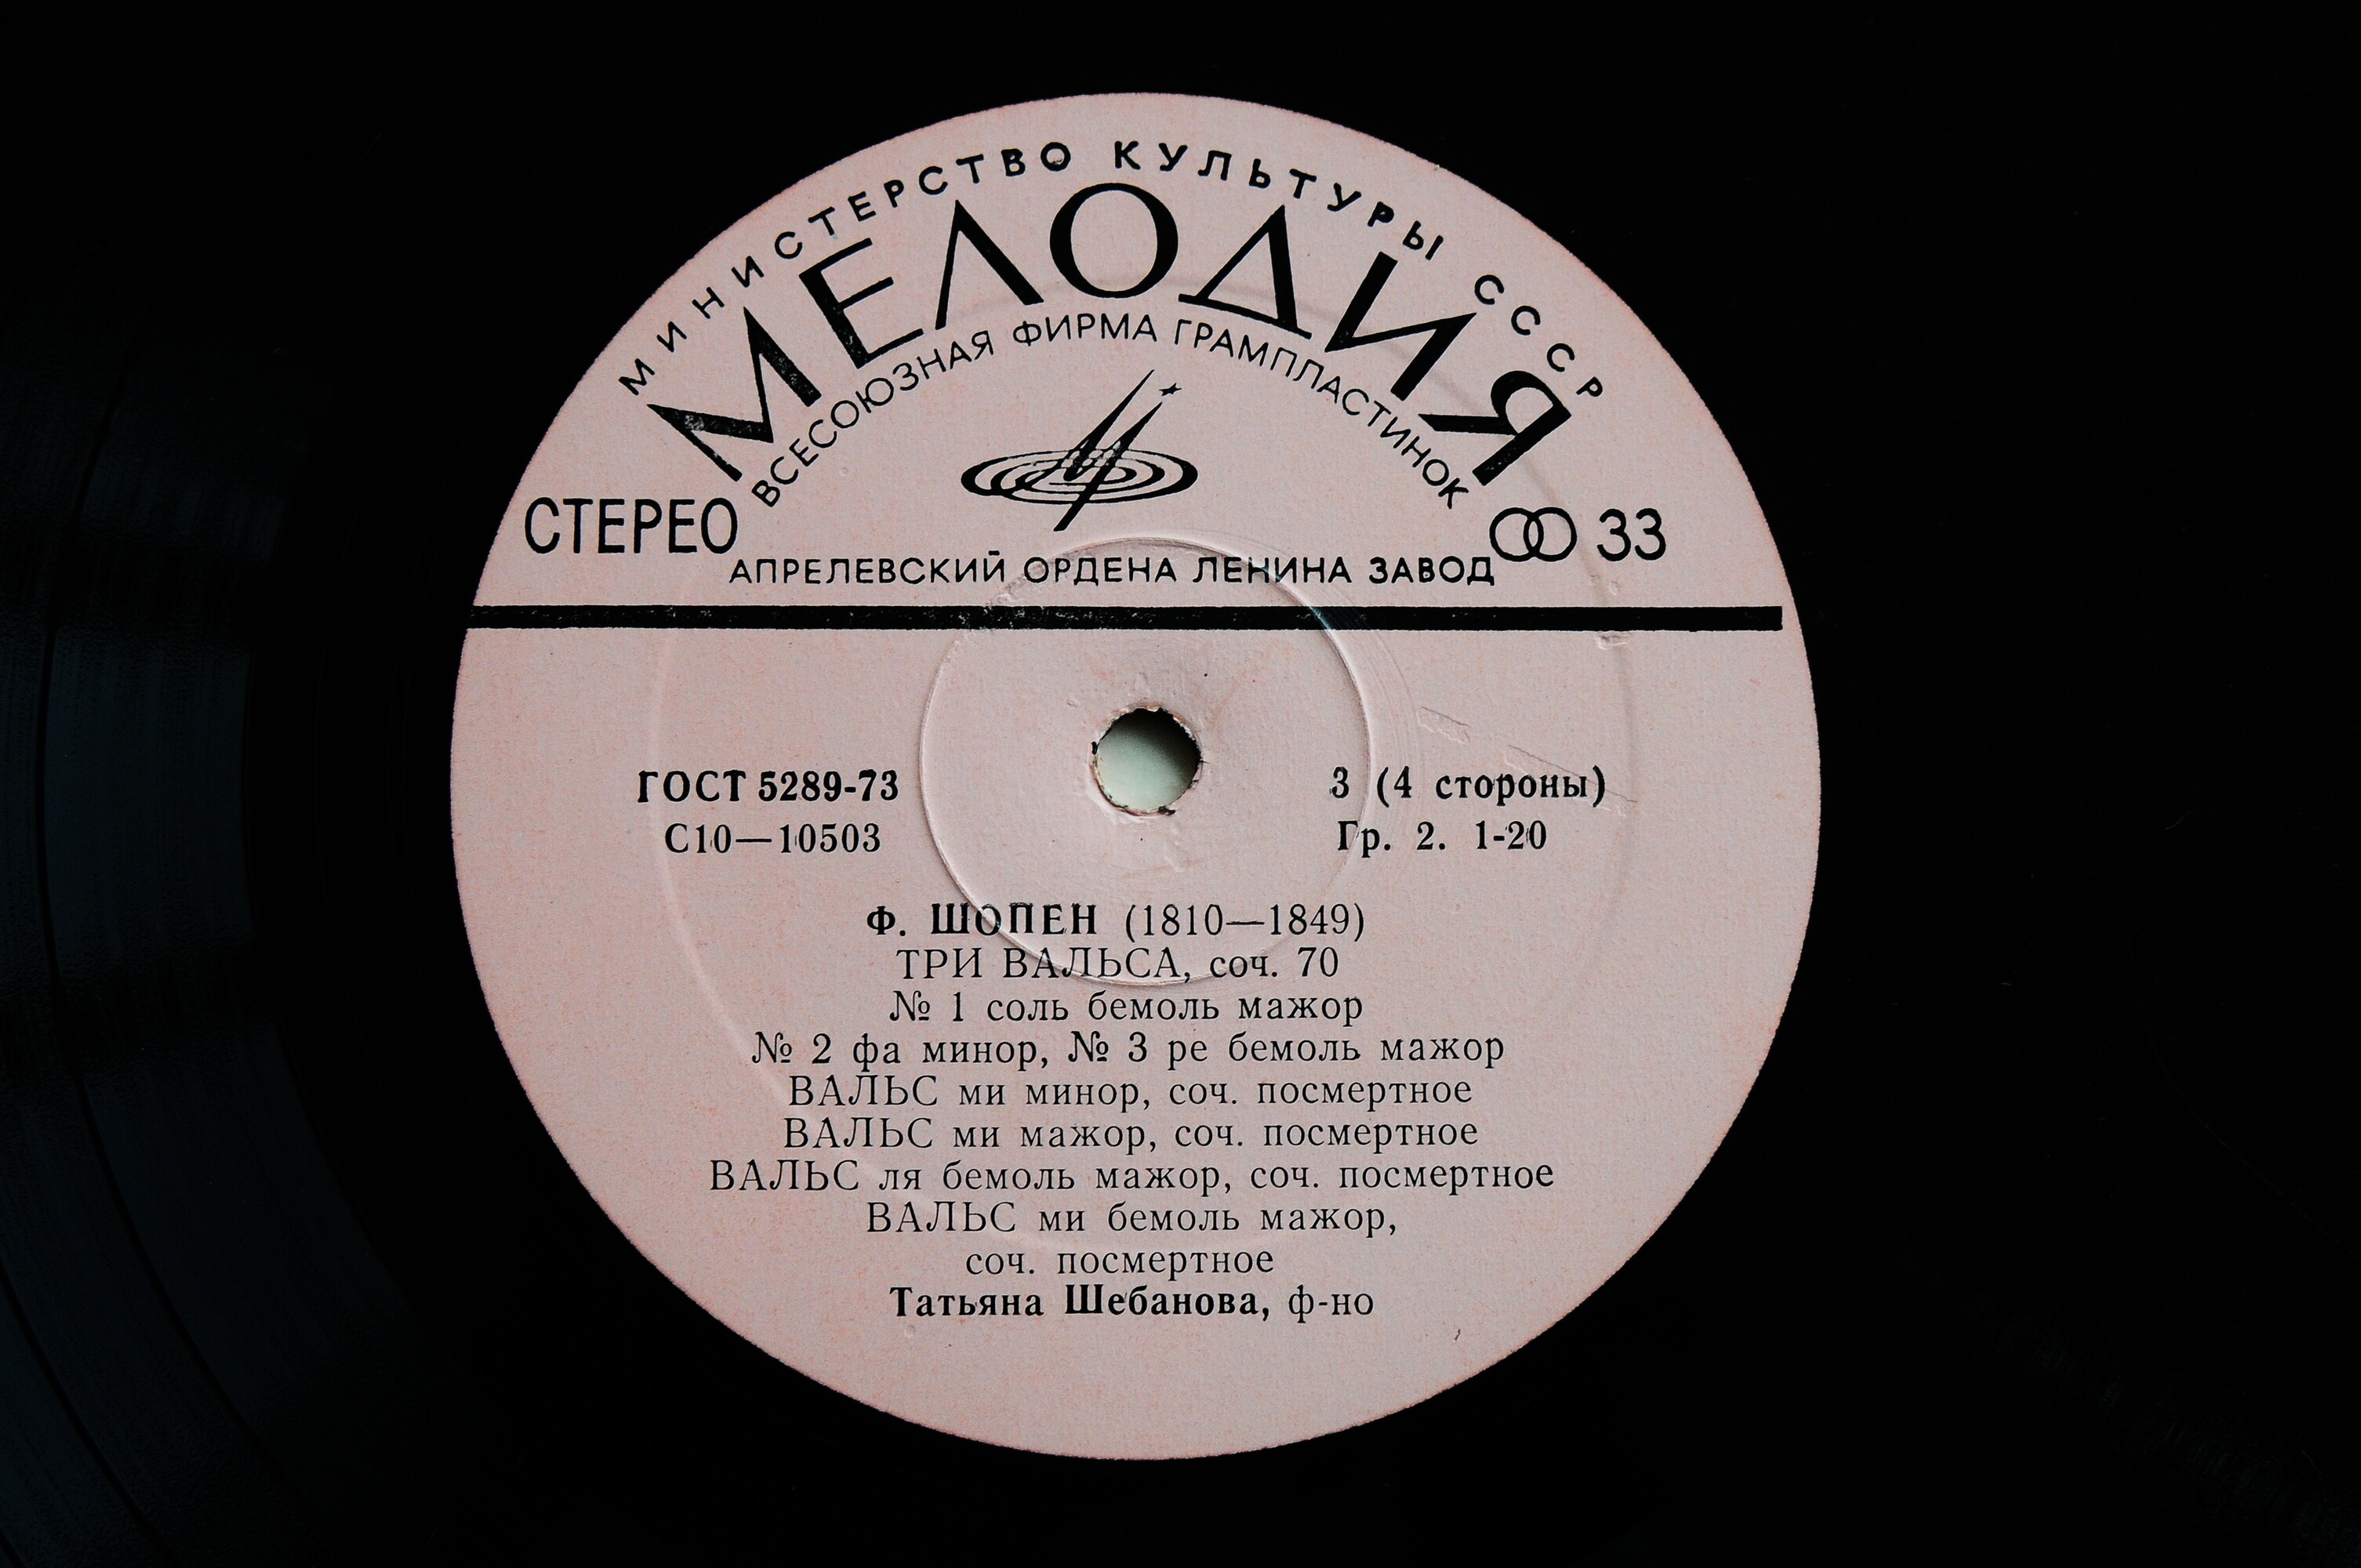 МИНИСТЕРСТВО КУЛЬТУРЫ СССР
МЕЛОДИЯ
ВСЕСОЮЗНАЯ ФИРМА ГРАМПЛАСТИНОК
СТЕРЕО
33
АПРЕЛЕВСКИЙ ОРДЕНА ЛЕНИНА ЗАВОД
ГОСТ 5289-73
3 (4 стороны)
С10—10503
Гр. 2. 1-20
Ф. ШОПЕН (1810—1849)
ТРИ ВАЛЬСА, соч. 70
№ 1 соль бемоль мажор
№ 2 фа минор, № 3 ре бемоль мажор
ВАЛЬС ми минор, соч. посмертное
ВАЛЬС ми мажор, соч. посмертное
ВАЛЬС ля бемоль мажор, соч. посмертное
ВАЛЬС ми бемоль мажор,
соч. посмертное
Татьяна Шебанова, ф-но